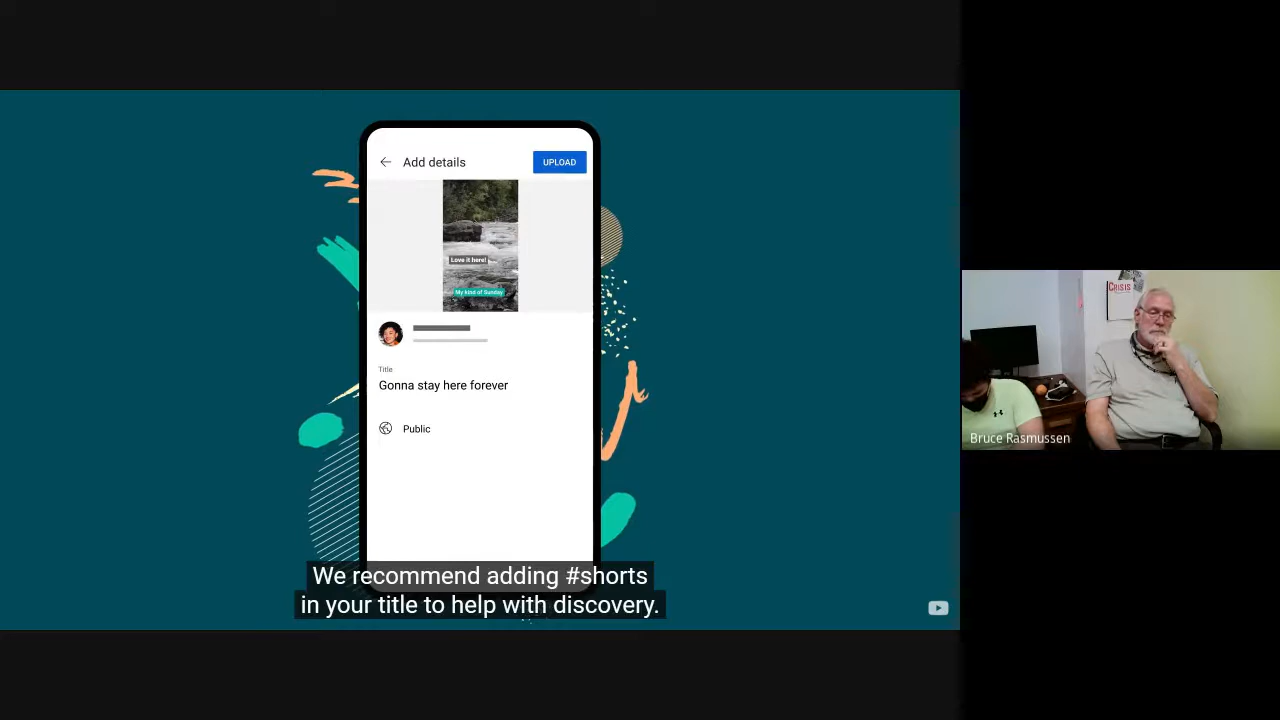 Add details
UPLOAD
Love it here!
My kind of Sunday
Title
Gonna stay here forever
Public
We recommend adding #shorts
in your title to help with discovery.
CRISIS
Bruce Rasmussen